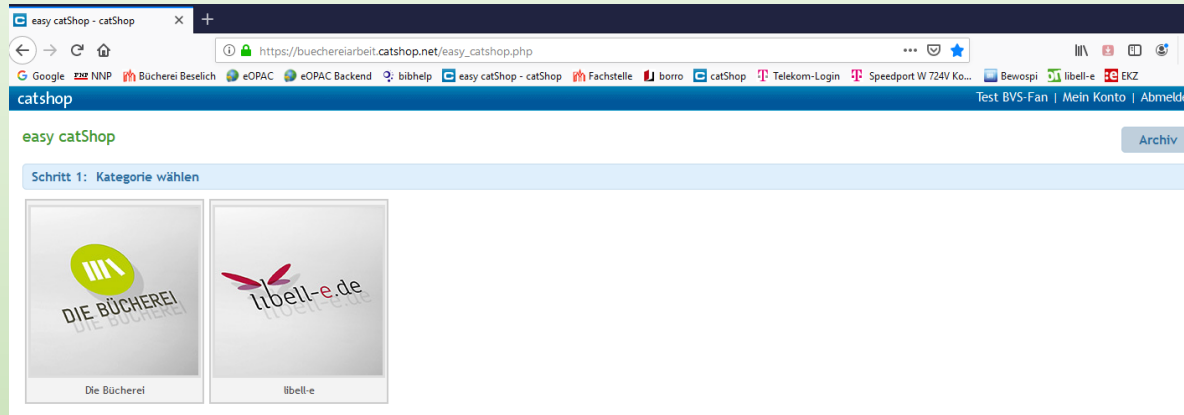 easy catShop - catShop
https://buechereiarbeit.catshop.net/easy_catshop.php
Google NNP Bücherei Beselich eOPAC eOPAC Backend bibhelp easy catShop - catShop Fachstelle borro catShop Telekom-Login Speedport W 724V Ko... Bewospi libell-e EKZ
catshop Test BVS-Fan | Mein Konto | Abmelde
easy catShop Archiv
Schritt 1: Kategorie wählen
DIE BÜCHEREI
libell-e.de
Die Bücherei libell-e